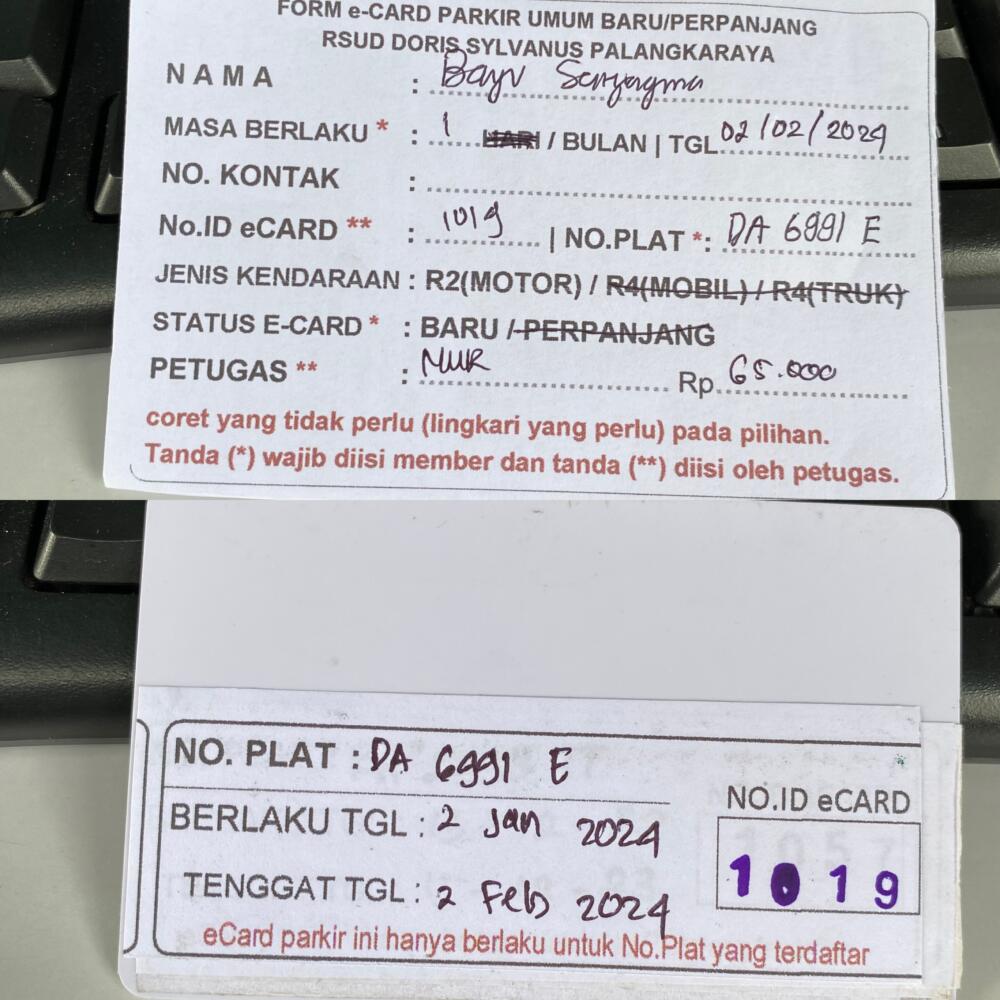 FORM e-CARD PARKIR UMUM BARU/PERPANJANG
RSUD DORIS SYLVANUS PALANGKARAYA
NAMA : Bayu
MASA BERLAKU * : 1 HARI / BULAN | TGL 02/02/2024
NO. KONTAK :
No.ID eCARD ** : 1019 | NO.PLAT *: DA 6991 E
JENIS KENDARAAN : R2(MOTOR) / R4(MOBIL) / R4(TRUK)
STATUS E-CARD * : BARU / PERPANJANG
PETUGAS ** : NUR Rp. 65.000
coret yang tidak perlu (lingkari yang perlu) pada pilihan.
Tanda (*) wajib diisi member dan tanda (**) diisi oleh petugas.
NO. PLAT : DA 6991 E
BERLAKU TGL : 2 Jan 2024
TENGGAT TGL : 2 Feb 2024
NO.ID eCARD
1019
eCard parkir ini hanya berlaku untuk No.Plat yang terdaftar